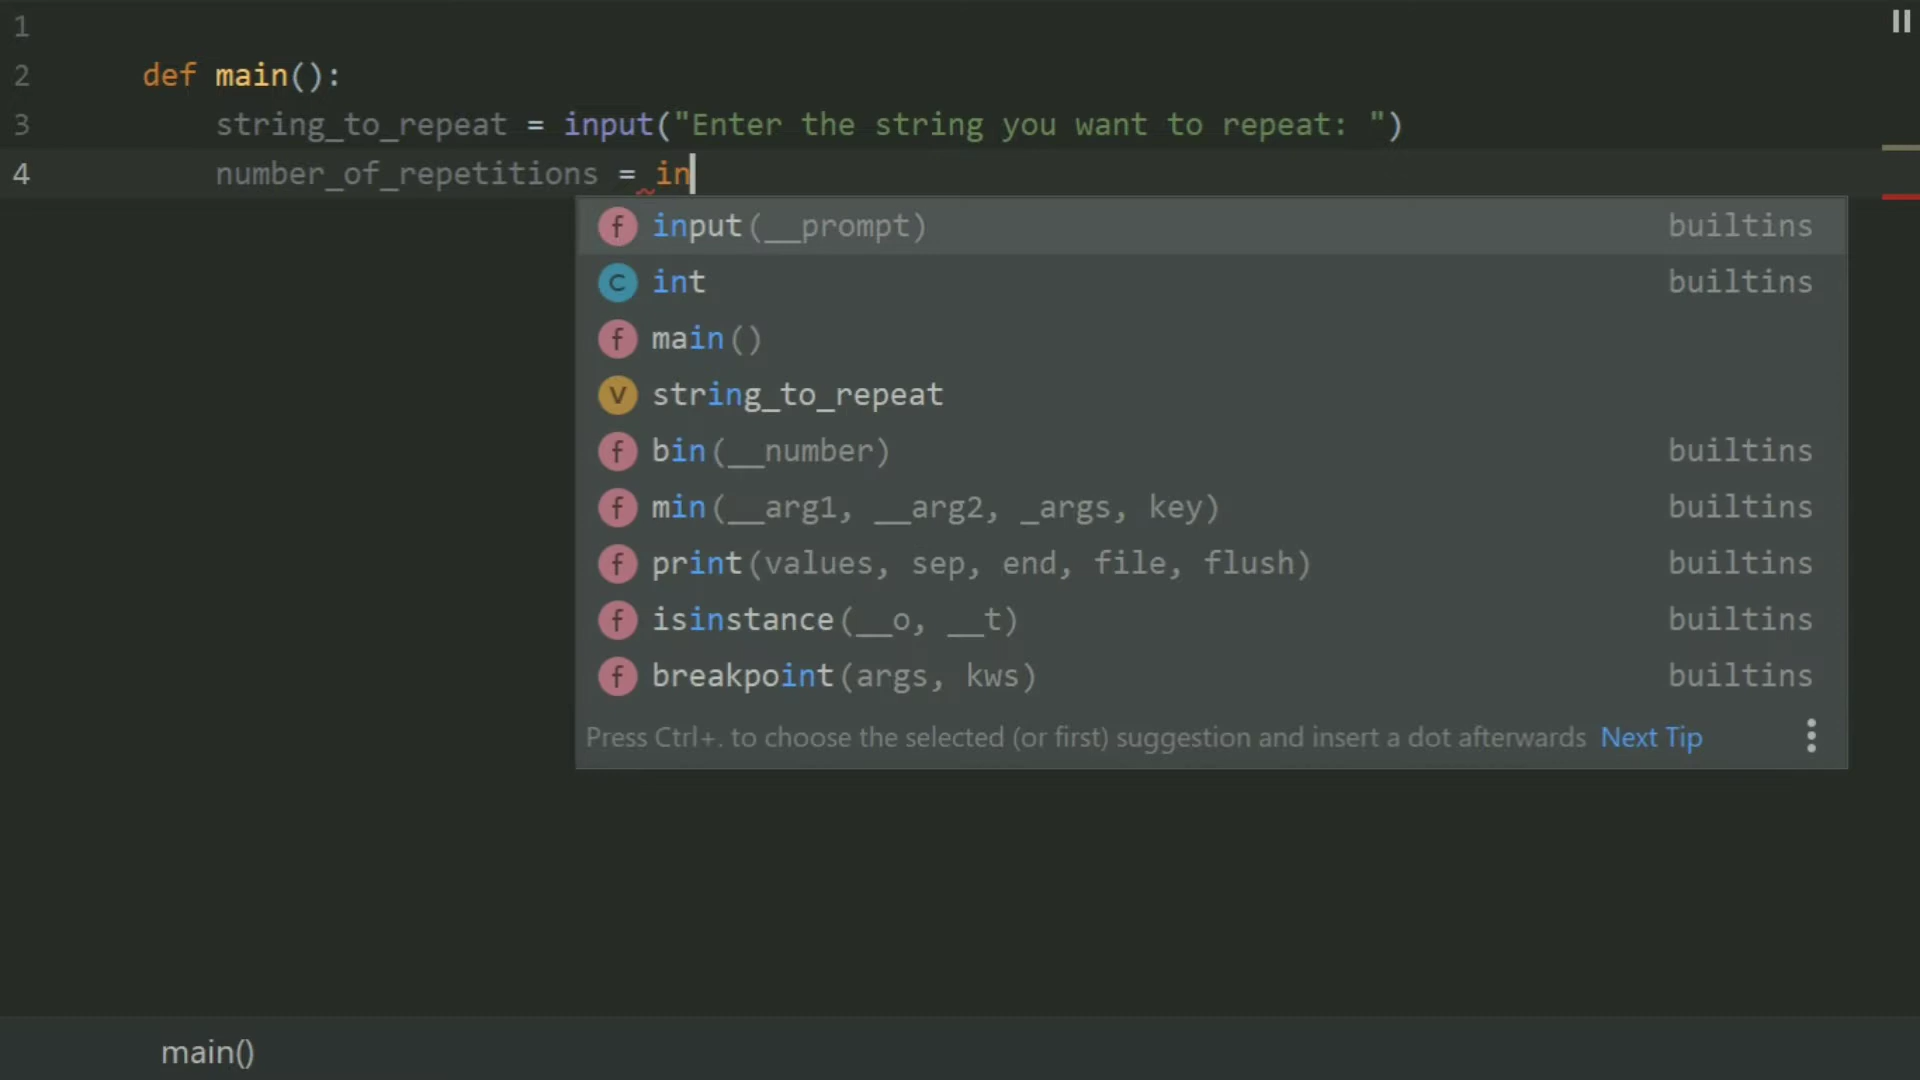 1
2 def main():
3 string_to_repeat = input("Enter the string you want to repeat: ")
4 number_of_repetitions = in
f input(__prompt) builtins
C int builtins
f main()
V string_to_repeat
f bin(__number) builtins
f min(__arg1, __arg2, _args, key) builtins
f print(values, sep, end, file, flush) builtins
f isinstance(__o, __t) builtins
f breakpoint(args, kws) builtins
Press Ctrl+. to choose the selected (or first) suggestion and insert a dot afterwards Next Tip
main()